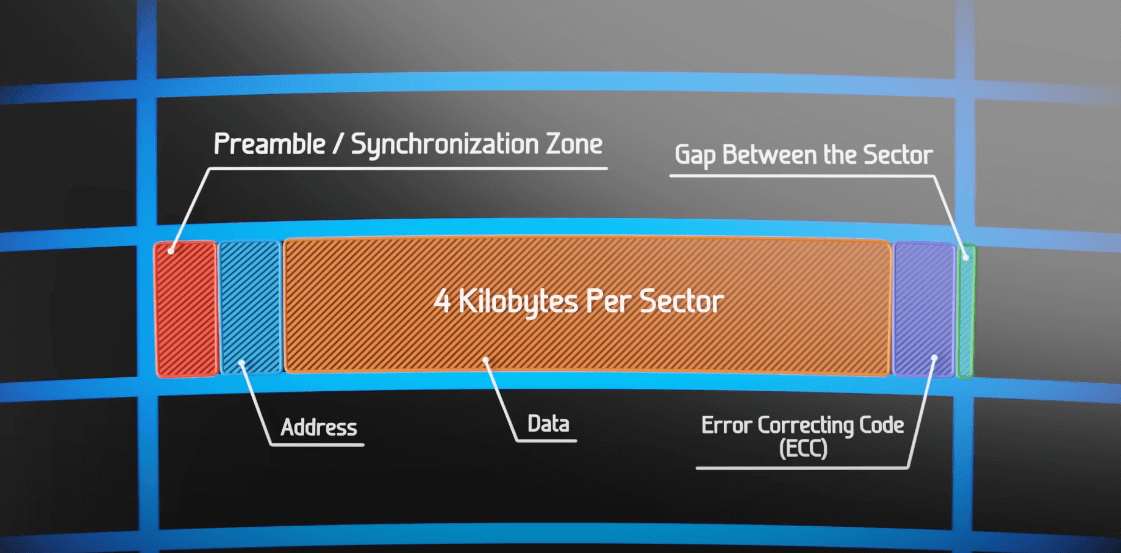 Preamble / Synchronization Zone
Gap Between the Sector
4 Kilobytes Per Sector
Address
Data
Error Correcting Code
(ECC)